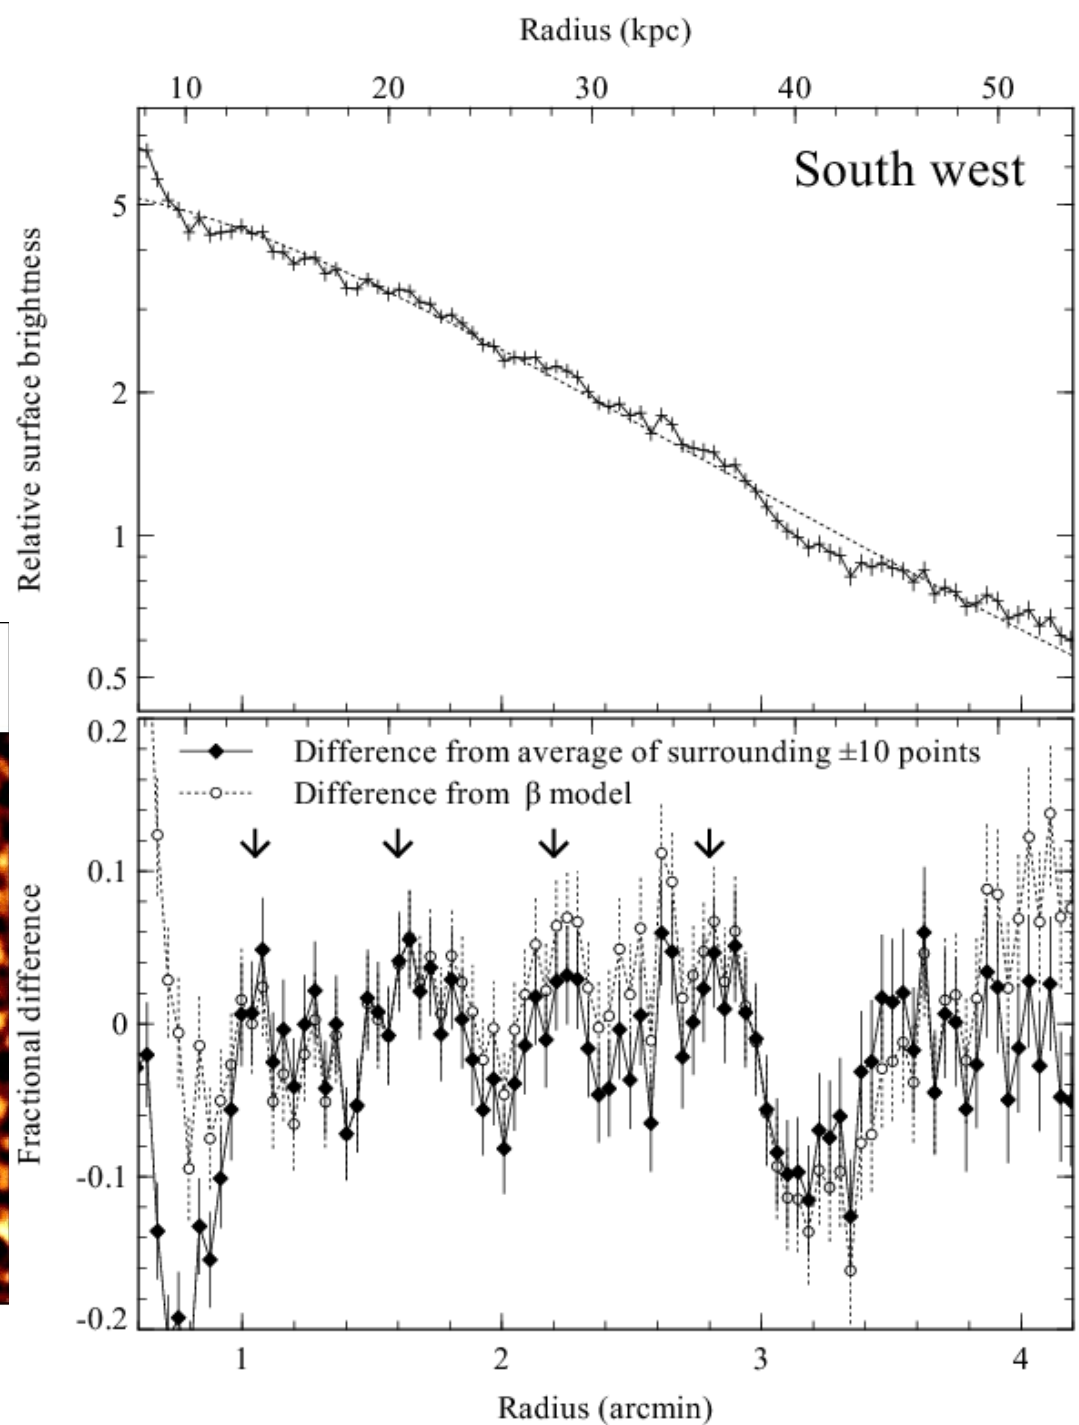 Radius (kpc)
10 20 30 40 50
South west
Relative surface brightness
5
2
1
0.5
Difference from average of surrounding ±10 points
Difference from β model
Fractional difference
0.2
0.1
0
-0.1
-0.2
1 2 3 4
Radius (arcmin)